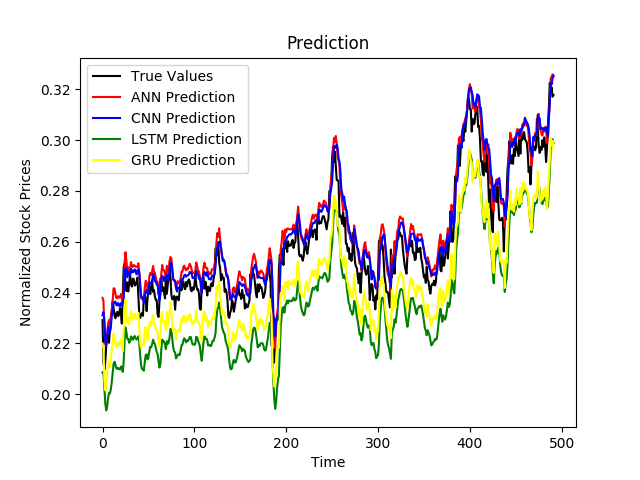 Prediction
True Values
ANN Prediction
CNN Prediction
LSTM Prediction
GRU Prediction
Normalized Stock Prices
0.32
0.30
0.28
0.26
0.24
0.22
0.20
0 100 200 300 400 500
Time